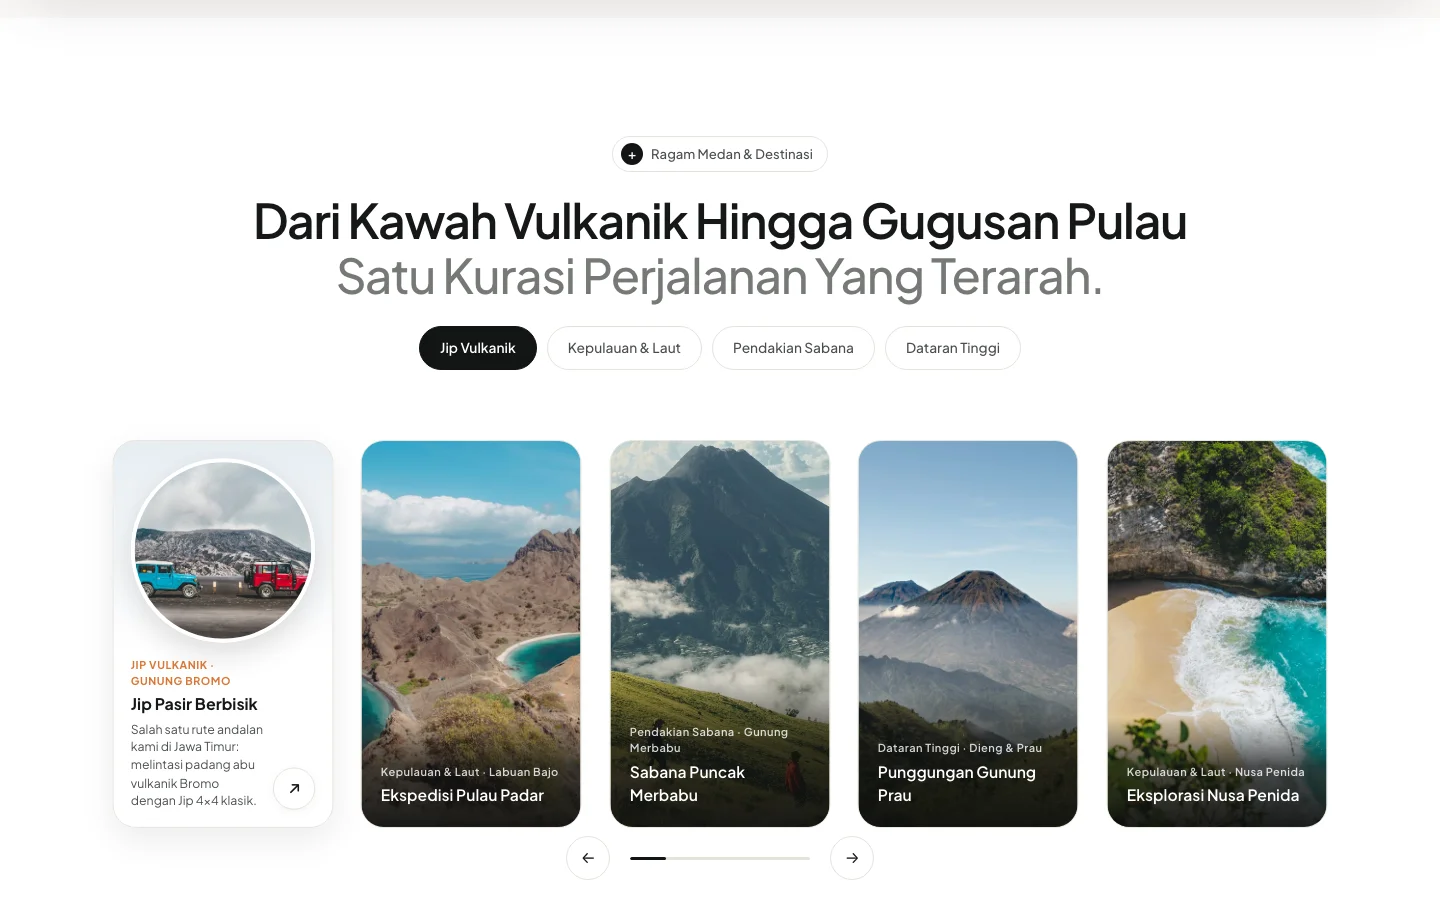 Ragam Medan & Destinasi
Dari Kawah Vulkanik Hingga Gugusan Pulau
Satu Kurasi Perjalanan Yang Terarah.
Jip Vulkanik
Kepulauan & Laut
Pendakian Sabana
Dataran Tinggi
JIP VULKANIK ·
GUNUNG BROMO
Jip Pasir Berbisik
Salah satu rute andalan
kami di Jawa Timur:
melintasi padang abu
vulkanik Bromo
dengan Jip 4×4 klasik.
Kepulauan & Laut · Labuan Bajo
Ekspedisi Pulau Padar
Pendakian Sabana · Gunung
Merbabu
Sabana Puncak
Merbabu
Dataran Tinggi · Dieng & Prau
Punggungan Gunung
Prau
Kepulauan & Laut · Nusa Penida
Eksplorasi Nusa Penida